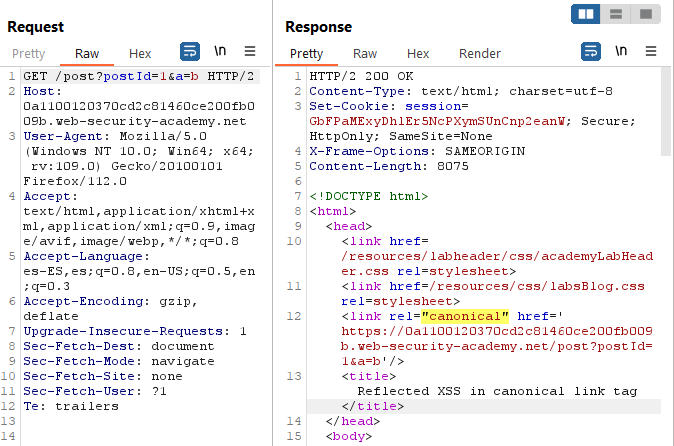 Request
Pretty Raw Hex \n
1 GET /post?postId=1&a=b HTTP/2
2 Host:
0a1100120370cd2c81460ce200fb0
09b.web-security-academy.net
3 User-Agent: Mozilla/5.0
(Windows NT 10.0; Win64; x64;
rv:109.0) Gecko/20100101
Firefox/112.0
4 Accept:
text/html,application/xhtml+x
ml,application/xml;q=0.9,imag
e/avif,image/webp,*/*;q=0.8
5 Accept-Language:
es-ES,es;q=0.8,en-US;q=0.5,en
;q=0.3
6 Accept-Encoding: gzip,
deflate
7 Upgrade-Insecure-Requests: 1
8 Sec-Fetch-Dest: document
9 Sec-Fetch-Mode: navigate
10 Sec-Fetch-Site: none
11 Sec-Fetch-User: ?1
12 Te: trailers
13
14
Response
Pretty Raw Hex Render \n
1 HTTP/2 200 OK
2 Content-Type: text/html; charset=utf-8
3 Set-Cookie: session=
GbFPaMExyDhlEr5NcPXymSUnCnp2eanW; Secure;
HttpOnly; SameSite=None
4 X-Frame-Options: SAMEORIGIN
5 Content-Length: 8075
6
7 <!DOCTYPE html>
8 <html>
9 <head>
10 <link href=
/resources/labheader/css/academyLabHead
er.css rel=stylesheet>
11 <link href=/resources/css/labsBlog.css
rel=stylesheet>
12 <link rel="canonical" href='
https://0a1100120370cd2c81460ce200fb009
b.web-security-academy.net/post?postId=
1&a=b'/>
13 <title>
Reflected XSS in canonical link tag
</title>
14 </head>
15 <body>